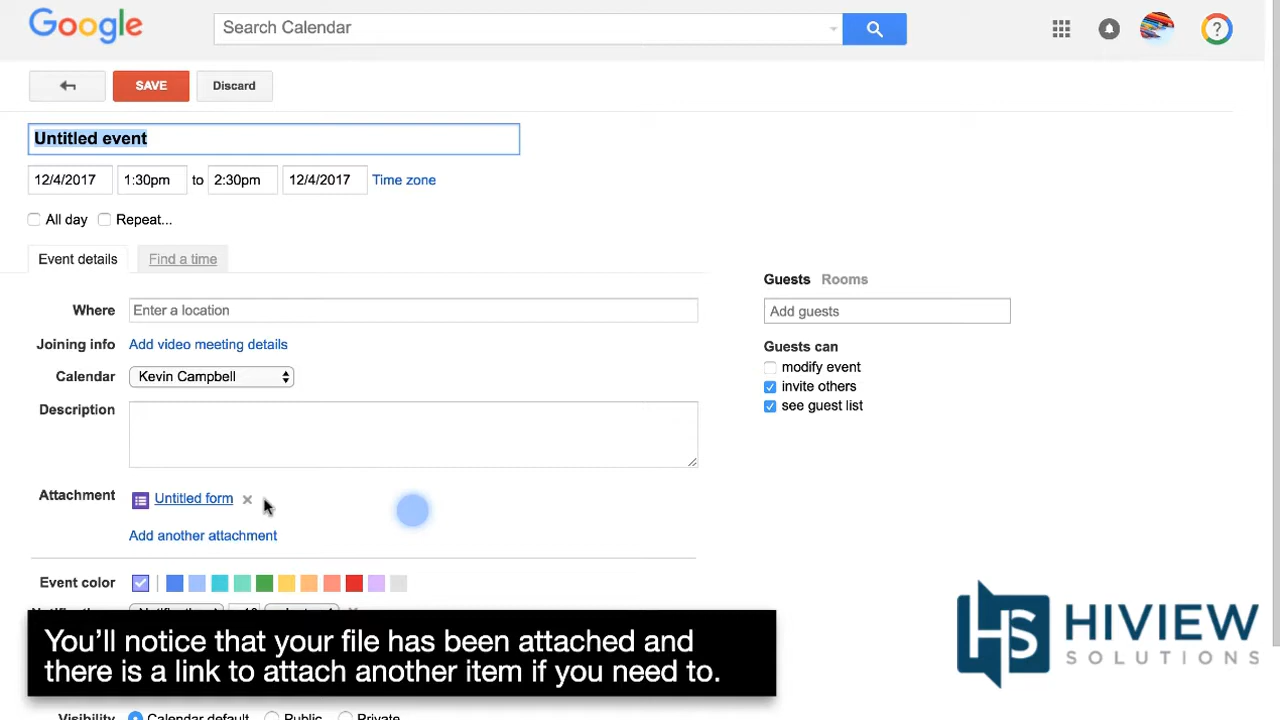 Google
Search Calendar
?
SAVE
Discard
Untitled event
12/4/2017 1:30pm to 2:30pm 12/4/2017 Time zone
All day Repeat...
Event details Find a time
Guests Rooms
Where Enter a location
Add guests
Joining info Add video meeting details
Guests can
modify event
Calendar Kevin Campbell
invite others
Description
see guest list
Attachment Untitled form
Add another attachment
Event color
You'll notice that your file has been attached and
there is a link to attach another item if you need to.
HS HIVIEW
SOLUTIONS
Visibility Calendar default Public Private